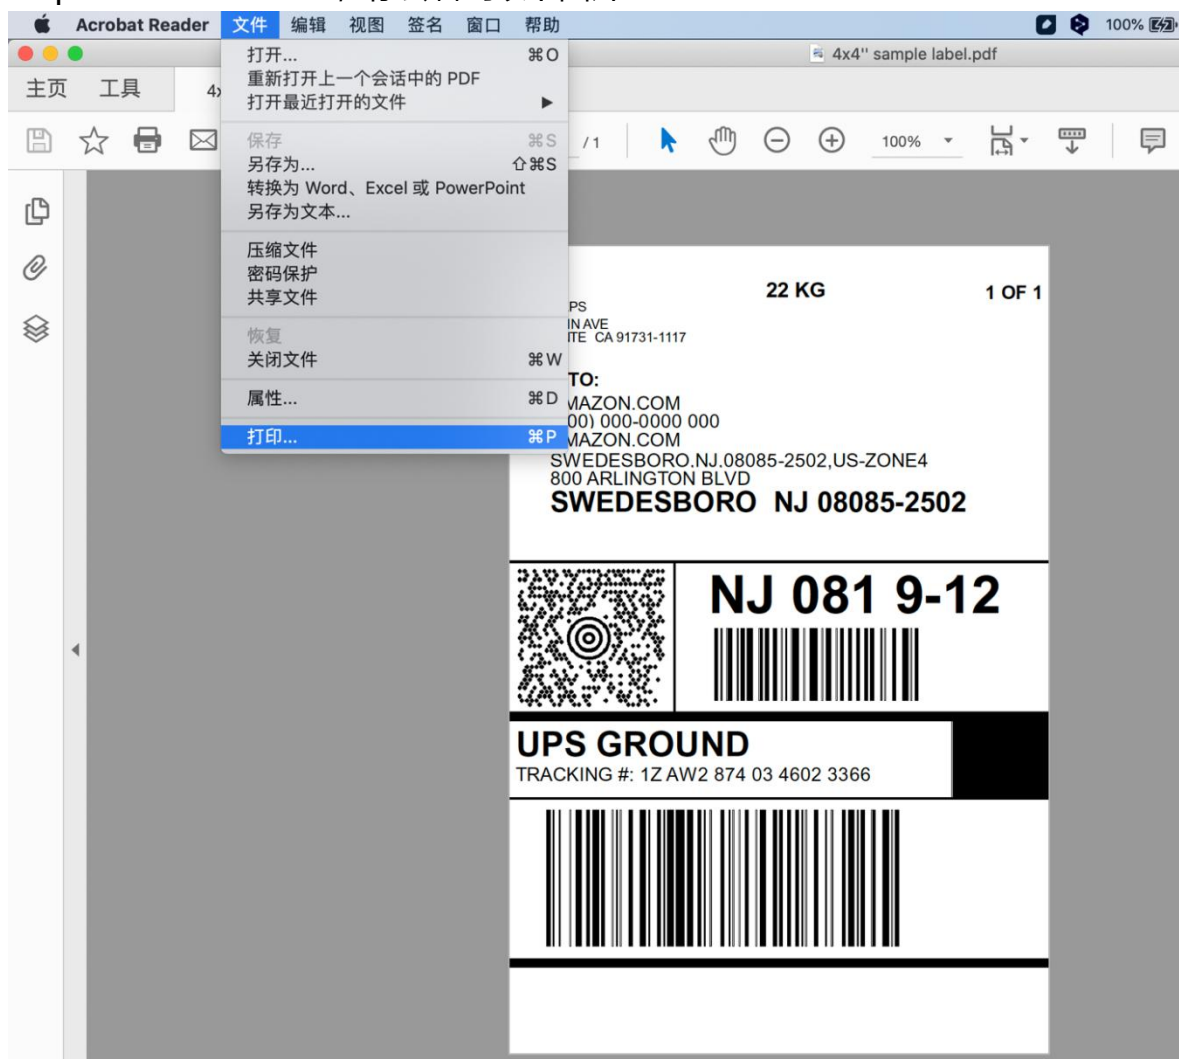 Acrobat Reader 文件 编辑 视图 签名 窗口 帮助 100%
4x4'' sample label.pdf
主页 工具
打开... ⌘O
重新打开上一个会话中的 PDF
打开最近打开的文件 ▶
保存 ⌘S
/ 1 100%
另存为... ⇧⌘S
转换为 Word、Excel 或 PowerPoint
另存为文本...
压缩文件
密码保护
共享文件
恢复
关闭文件 ⌘W
属性... ⌘D
打印... ⌘P
22 KG 1 OF 1
PS
IN AVE
CA 91731-1117
TO:
MAZON.COM
00) 000-0000 000
MAZON.COM
SWEDESBORO.NJ.08085-2502,US-ZONE4
800 ARLINGTON BLVD
SWEDESBORO NJ 08085-2502
NJ 081 9-12
UPS GROUND
TRACKING #: 1Z AW2 874 03 4602 3366